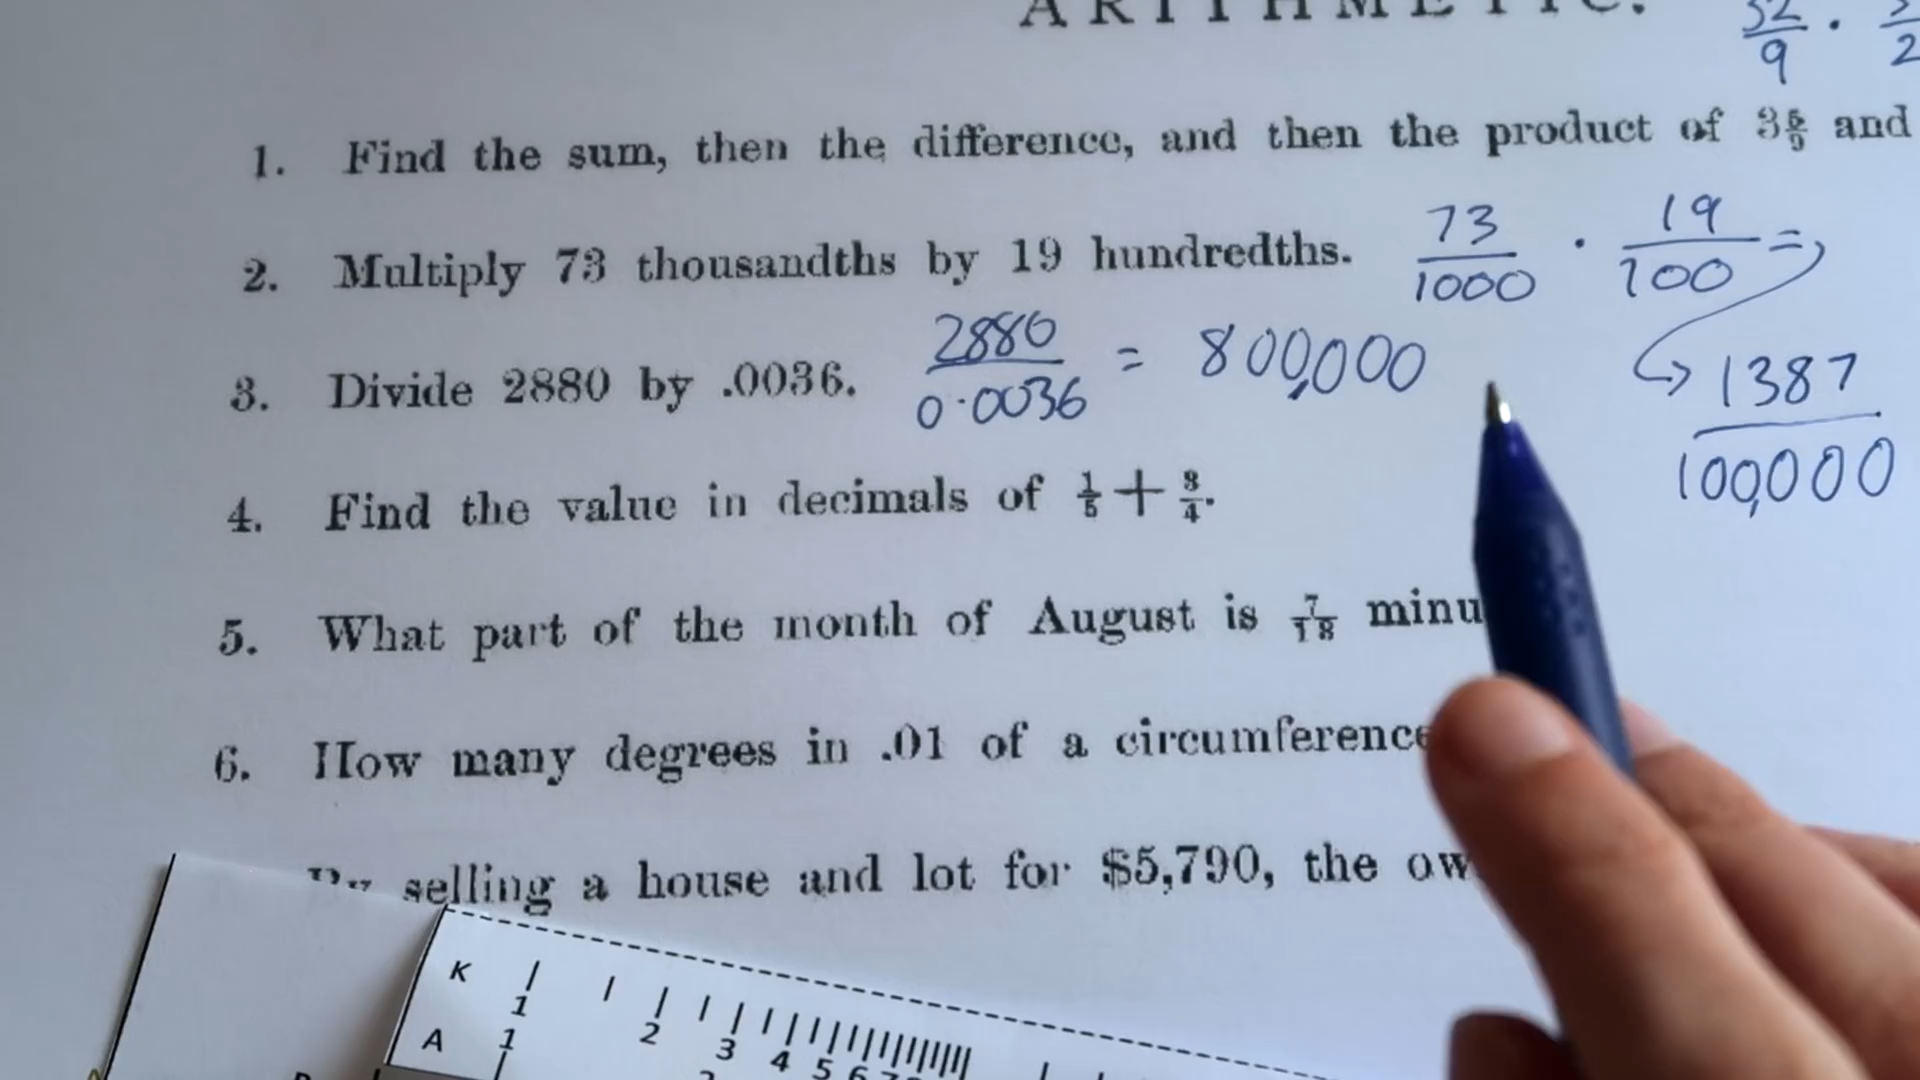 ARITHMETIC.
32/9 ·
1. Find the sum, then the difference, and then the product of 3 5/9 and
2. Multiply 73 thousandths by 19 hundredths. 73/1000 · 19/100 =
3. Divide 2880 by .0036. 2880/0.0036 = 800,000
→ 1387/100,000
4. Find the value in decimals of 1/5 + 3/4.
5. What part of the month of August is 7/18 minu
6. How many degrees in .01 of a circumference
By selling a house and lot for $5,790, the ow
K 1 2 3 4 5 6
A 1